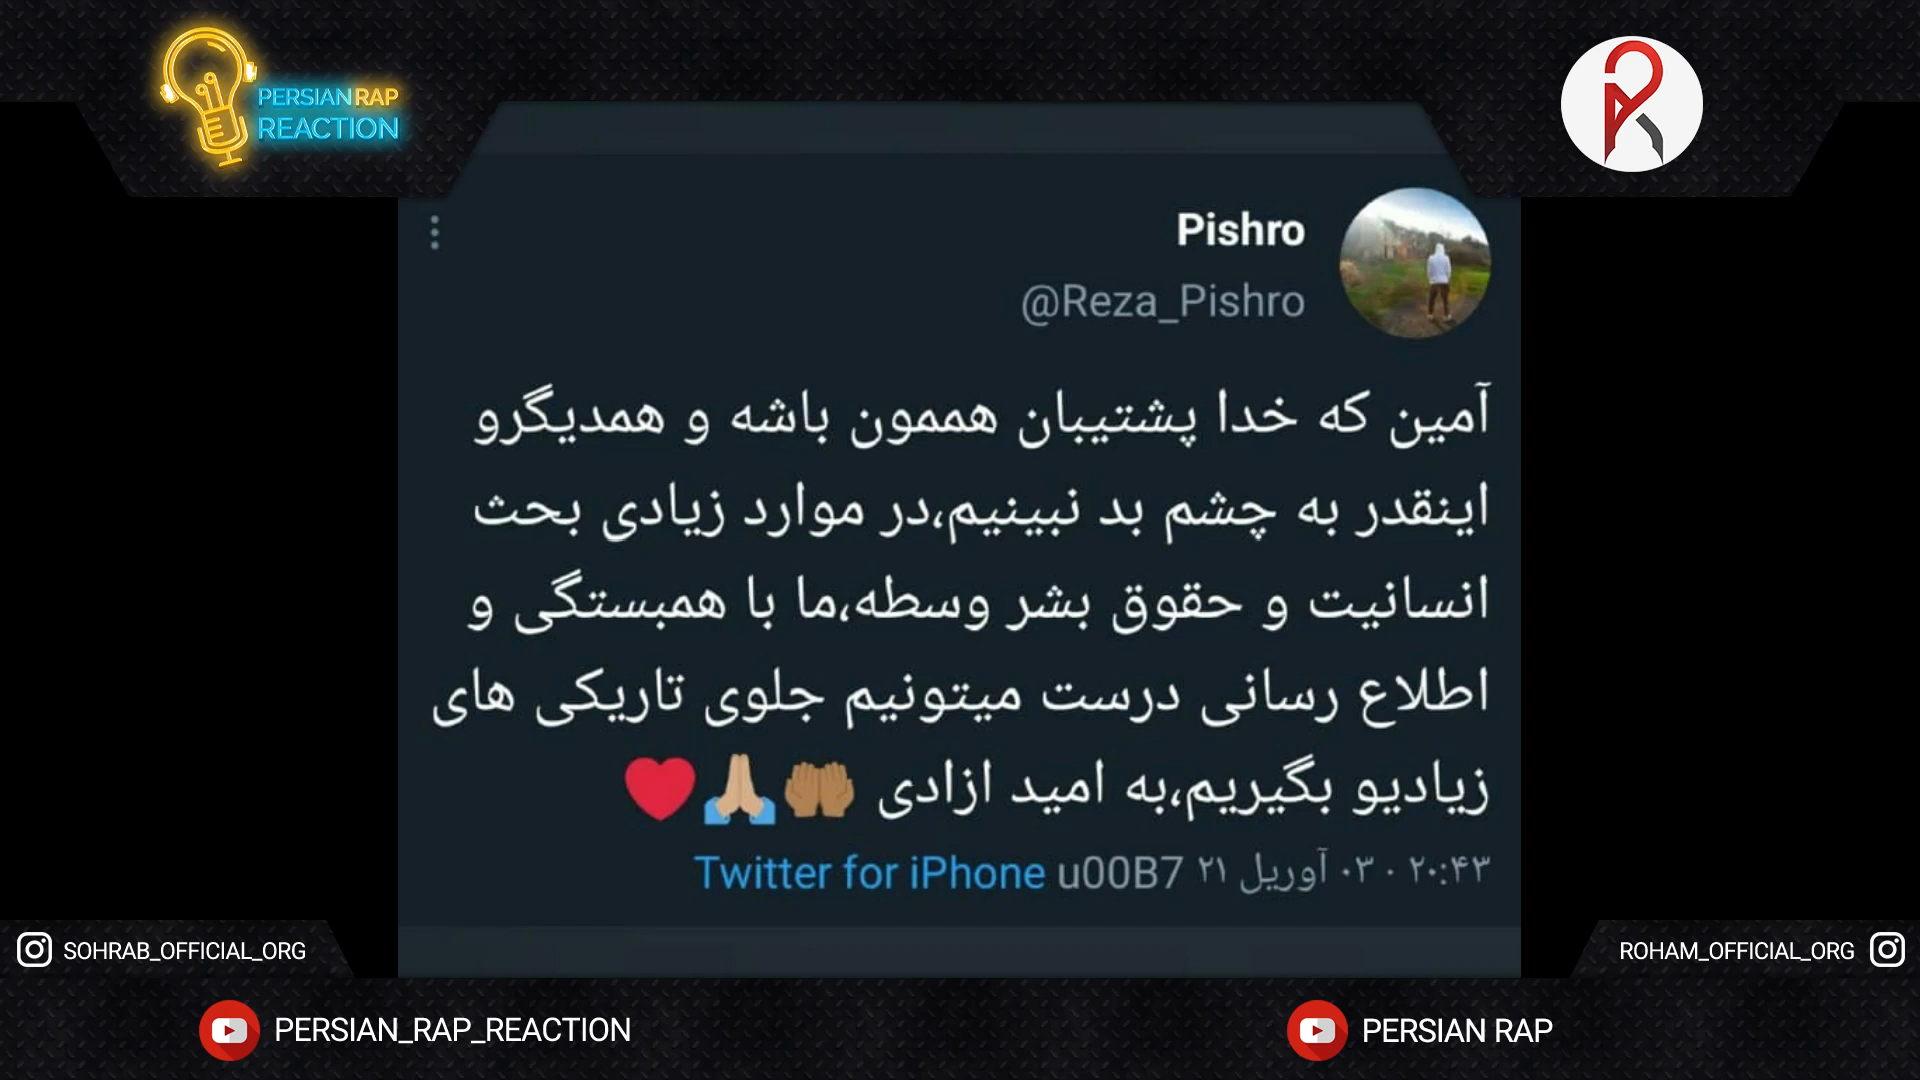 PERSIAN RAP
REACTION
Pishro
@Reza_Pishro
آمین که خدا پشتیبان هممون باشه و همدیگرو
اینقدر به چشم بد نبینیم،در موارد زیادی بحث
انسانیت و حقوق بشر وسطه،ما با همبستگی و
اطلاع رسانی درست میتونیم جلوی تاریکی های
زیادیو بگیریم،به امید ازادی 🤲🏽🙏🏼❤️
۲۰:۴۳ · ۰۳ آوریل ۲۱ u00B7 Twitter for iPhone
SOHRAB_OFFICIAL_ORG
ROHAM_OFFICIAL_ORG
PERSIAN_RAP_REACTION
PERSIAN RAP